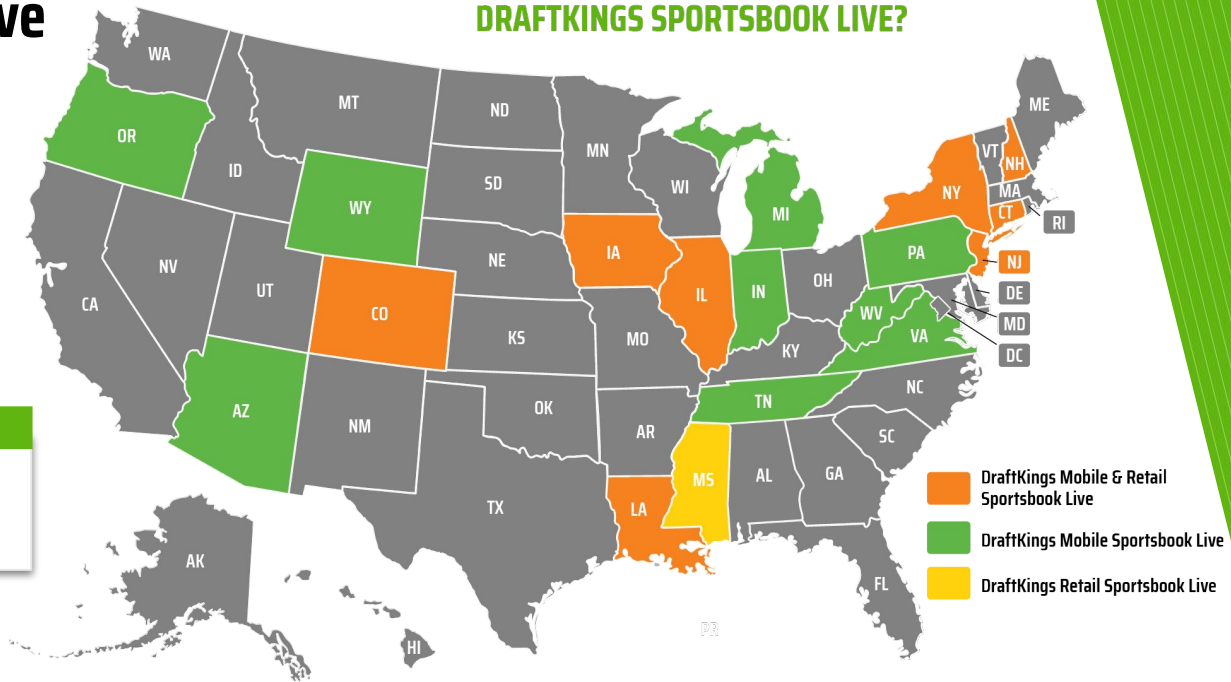 DRAFTKINGS SPORTSBOOK LIVE?
WA
MT
ND
MN
ME
OR
ID
SD
WI
VT
NH
WY
MI
NY
MA
CT
RI
NV
UT
NE
IA
IL
IN
OH
PA
NJ
CA
CO
KS
MO
WV
VA
DE
MD
DC
KY
AZ
NM
OK
AR
TN
NC
SC
TX
LA
MS
AL
GA
FL
AK
HI
PR
DraftKings Mobile & Retail
Sportsbook Live
DraftKings Mobile Sportsbook Live
DraftKings Retail Sportsbook Live